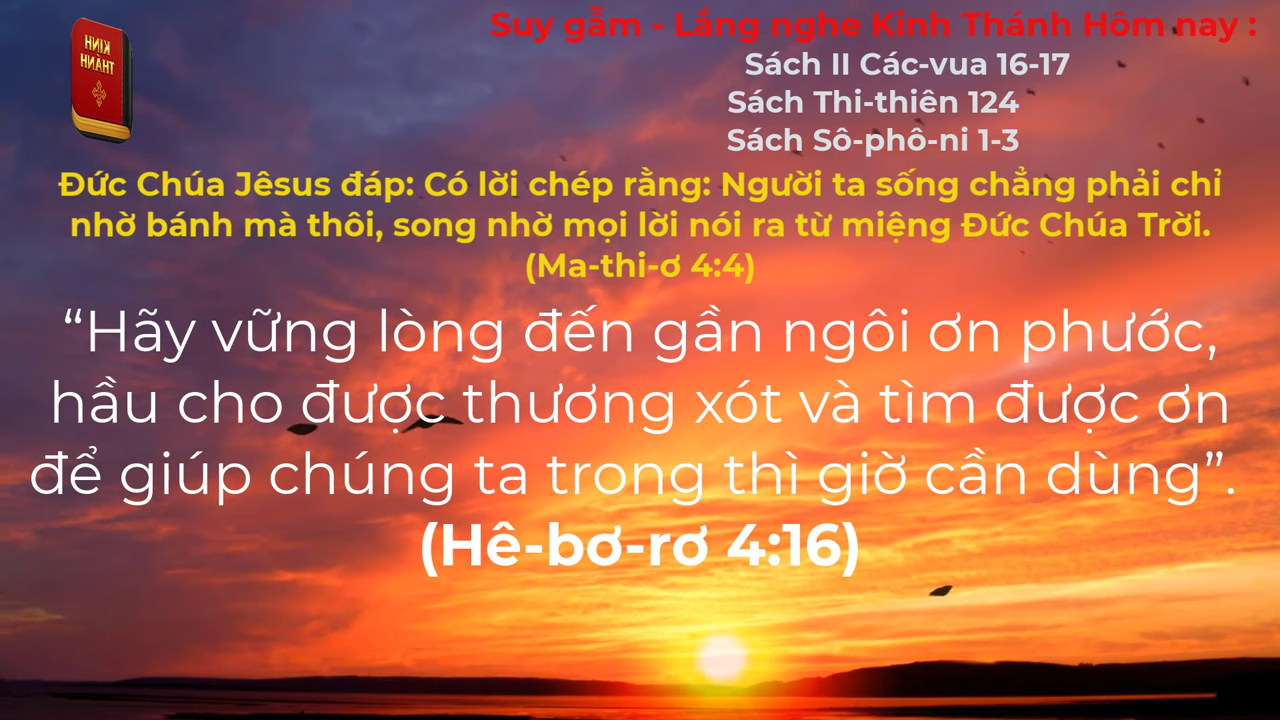 KINH
THÁNH
Suy gẫm - Lắng nghe Kinh Thánh Hôm nay :
Sách II Các-vua 16-17
Sách Thi-thiên 124
Sách Sô-phô-ni 1-3
Đức Chúa Jêsus đáp: Có lời chép rằng: Người ta sống chẳng phải chỉ
nhờ bánh mà thôi, song nhờ mọi lời nói ra từ miệng Đức Chúa Trời.
(Ma-thi-ơ 4:4)
“Hãy vững lòng đến gần ngôi ơn phước,
hầu cho được thương xót và tìm được ơn
để giúp chúng ta trong thì giờ cần dùng”.
(Hê-bơ-rơ 4:16)